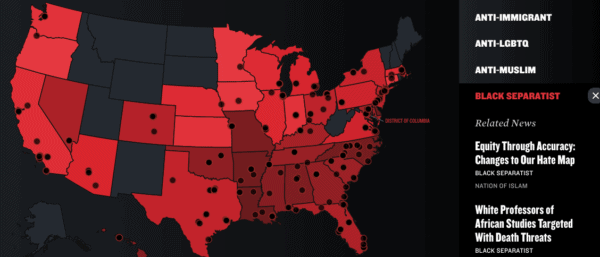 ANTI-IMMIGRANT
ANTI-LGBTQ
ANTI-MUSLIM
BLACK SEPARATIST
DISTRICT OF COLUMBIA
Related News
Equity Through Accuracy:
Changes to Our Hate Map
BLACK SEPARATIST
NATION OF ISLAM
White Professors of
African Studies Targeted
With Death Threats
BLACK SEPARATIST